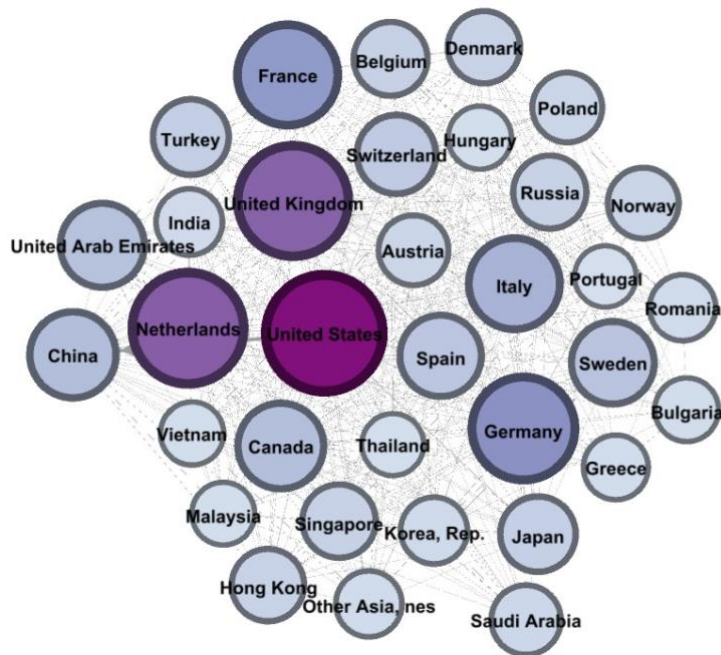 Denmark
Belgium
France
Poland
Turkey
Hungary
Switzerland
Russia
United Kingdom
Norway
India
United Arab Emirates
Austria
Portugal
Italy
Romania
Netherlands
United States
China
Spain
Sweden
Bulgaria
Germany
Vietnam
Canada
Thailand
Greece
Malaysia
Singapore
Korea, Rep.
Japan
Hong Kong
Other Asia, nes
Saudi Arabia